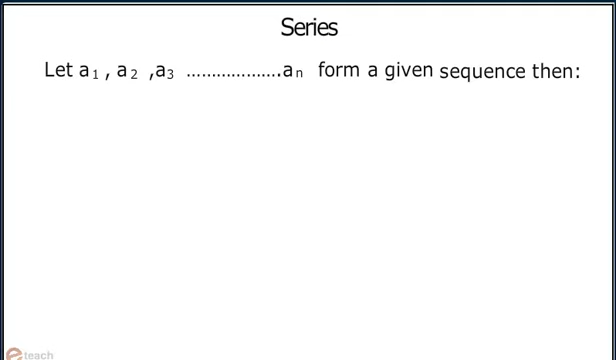 Series
Let a₁ , a₂ ,a₃ ...................aₙ form a given sequence then:
e teach